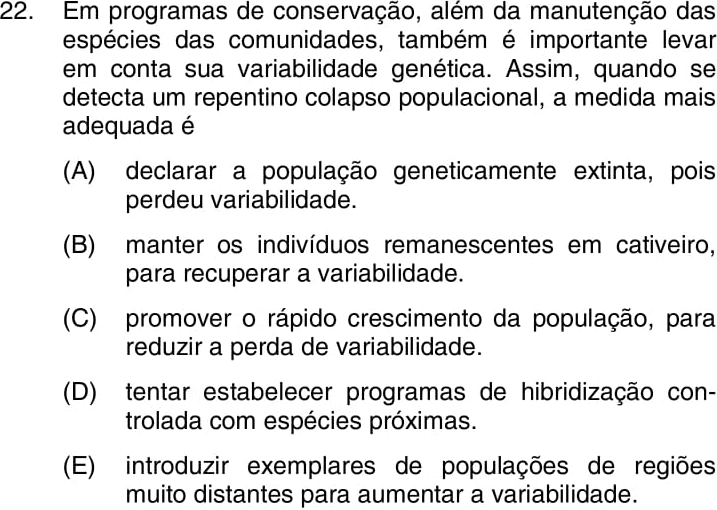 22. Em programas de conservação, além da manutenção das
espécies das comunidades, também é importante levar
em conta sua variabilidade genética. Assim, quando se
detecta um repentino colapso populacional, a medida mais
adequada é
(A) declarar a população geneticamente extinta, pois
perdeu variabilidade.
(B) manter os indivíduos remanescentes em cativeiro,
para recuperar a variabilidade.
(C) promover o rápido crescimento da população, para
reduzir a perda de variabilidade.
(D) tentar estabelecer programas de hibridização con-
trolada com espécies próximas.
(E) introduzir exemplares de populações de regiões
muito distantes para aumentar a variabilidade.